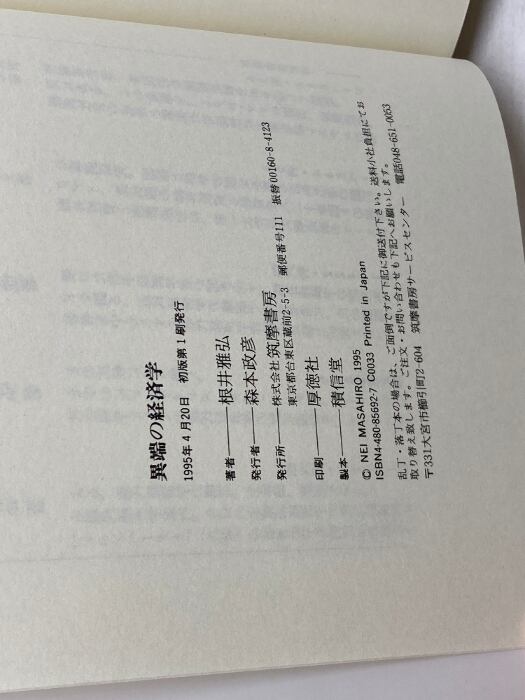 異端の経済学
1995年4月20日 初版第1刷発行
著者――根井雅弘
発行者――森本政彦
発行所――株式会社 筑摩書房
東京都台東区蔵前2-5-3 郵便番号111 振替00160-8-4123
印刷――厚徳社
製本――積信堂
© NEI MASAHIRO 1995
ISBN4-480-85692-7 C0033 Printed in Japan
乱丁・落丁本の場合は、ご面倒ですが下記に御送付下さい。送料小社負担にてお
取り替え致します。ご注文・お問い合わせも下記へお願いします。
〒331大宮市櫛引町2-604 筑摩書房サービスセンター 電話048-651-0053